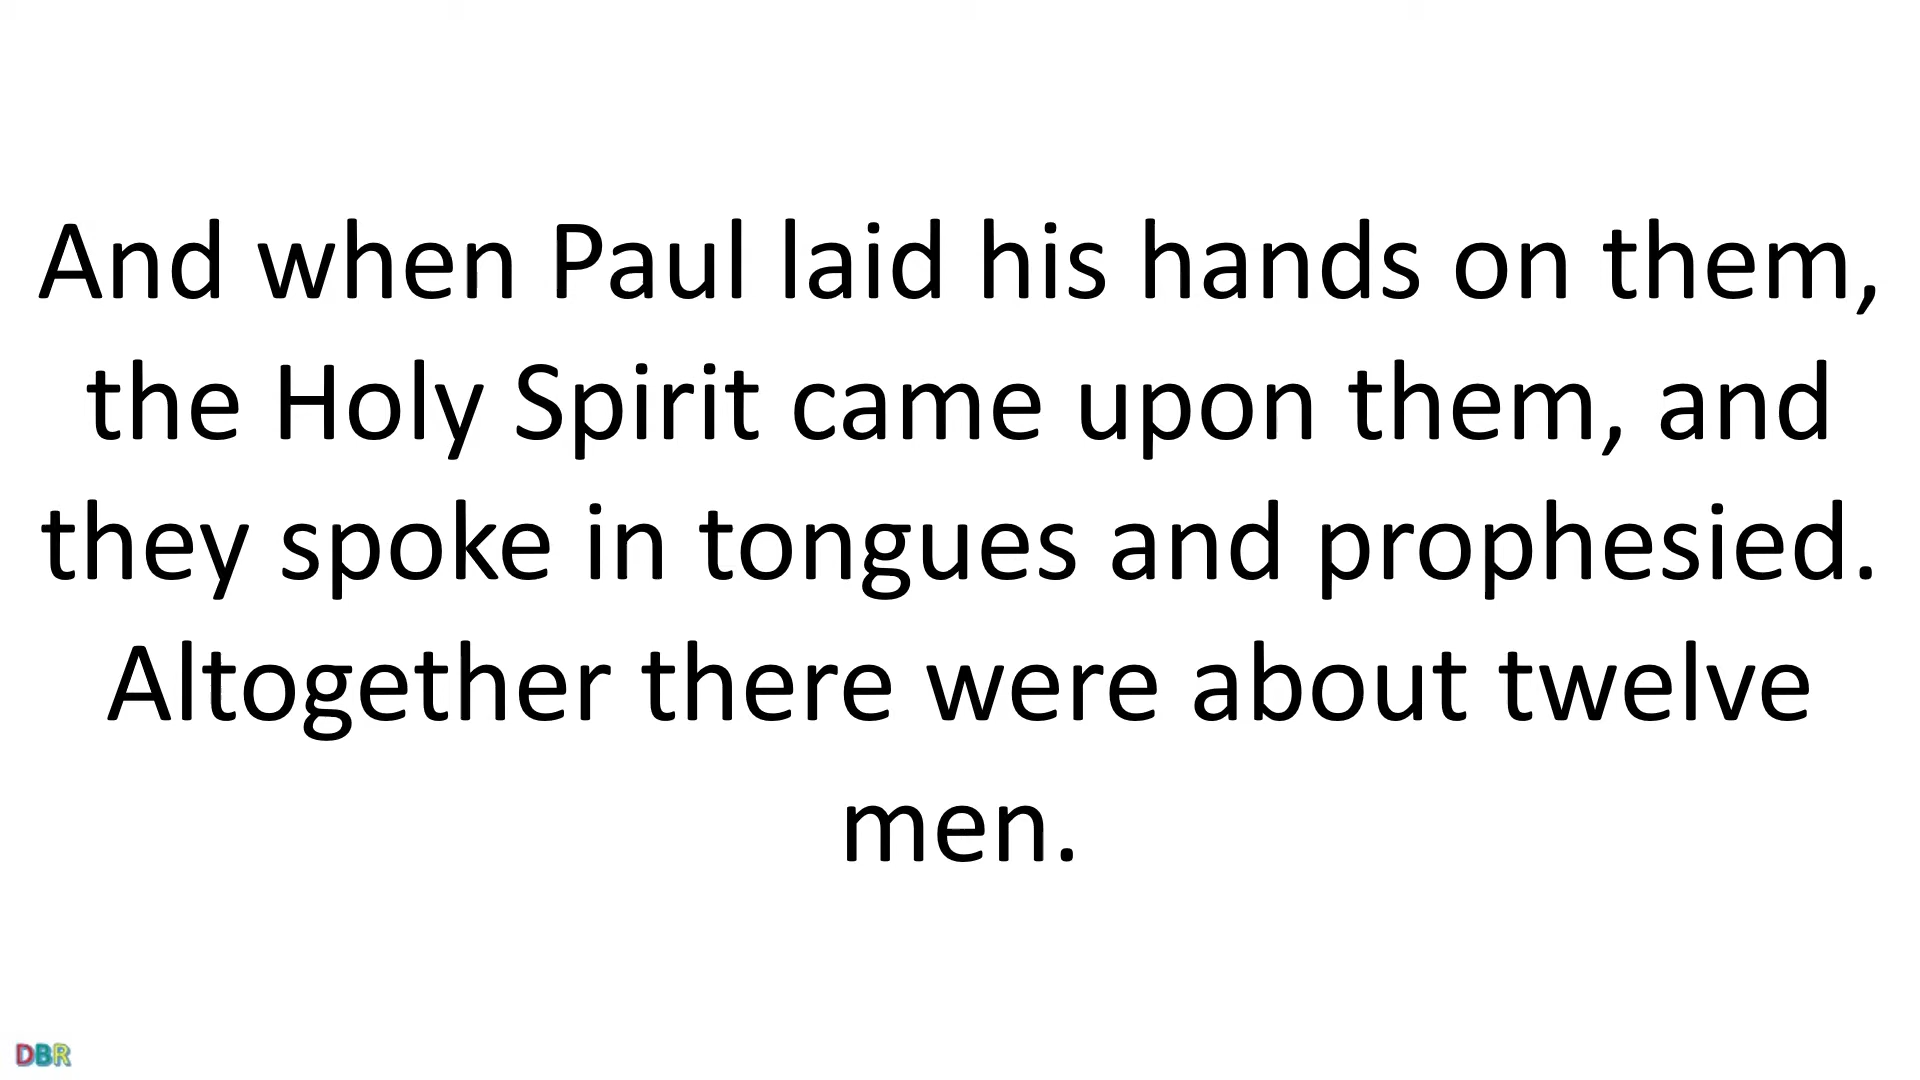 And when Paul laid his hands on them,
the Holy Spirit came upon them, and
they spoke in tongues and prophesied.
Altogether there were about twelve
men.
DBR